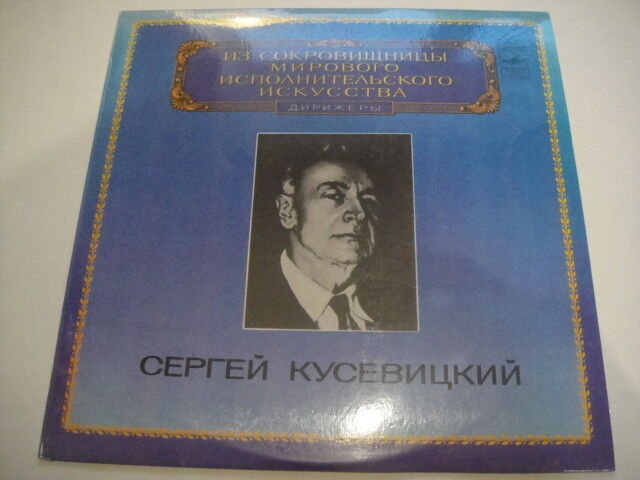 ИЗ СОКРОВИЩНИЦЫ
МИРОВОГО
ИСПОЛНИТЕЛЬСКОГО
ИСКУССТВА
ДИРИЖЕРЫ
СЕРГЕЙ КУСЕВИЦКИЙ